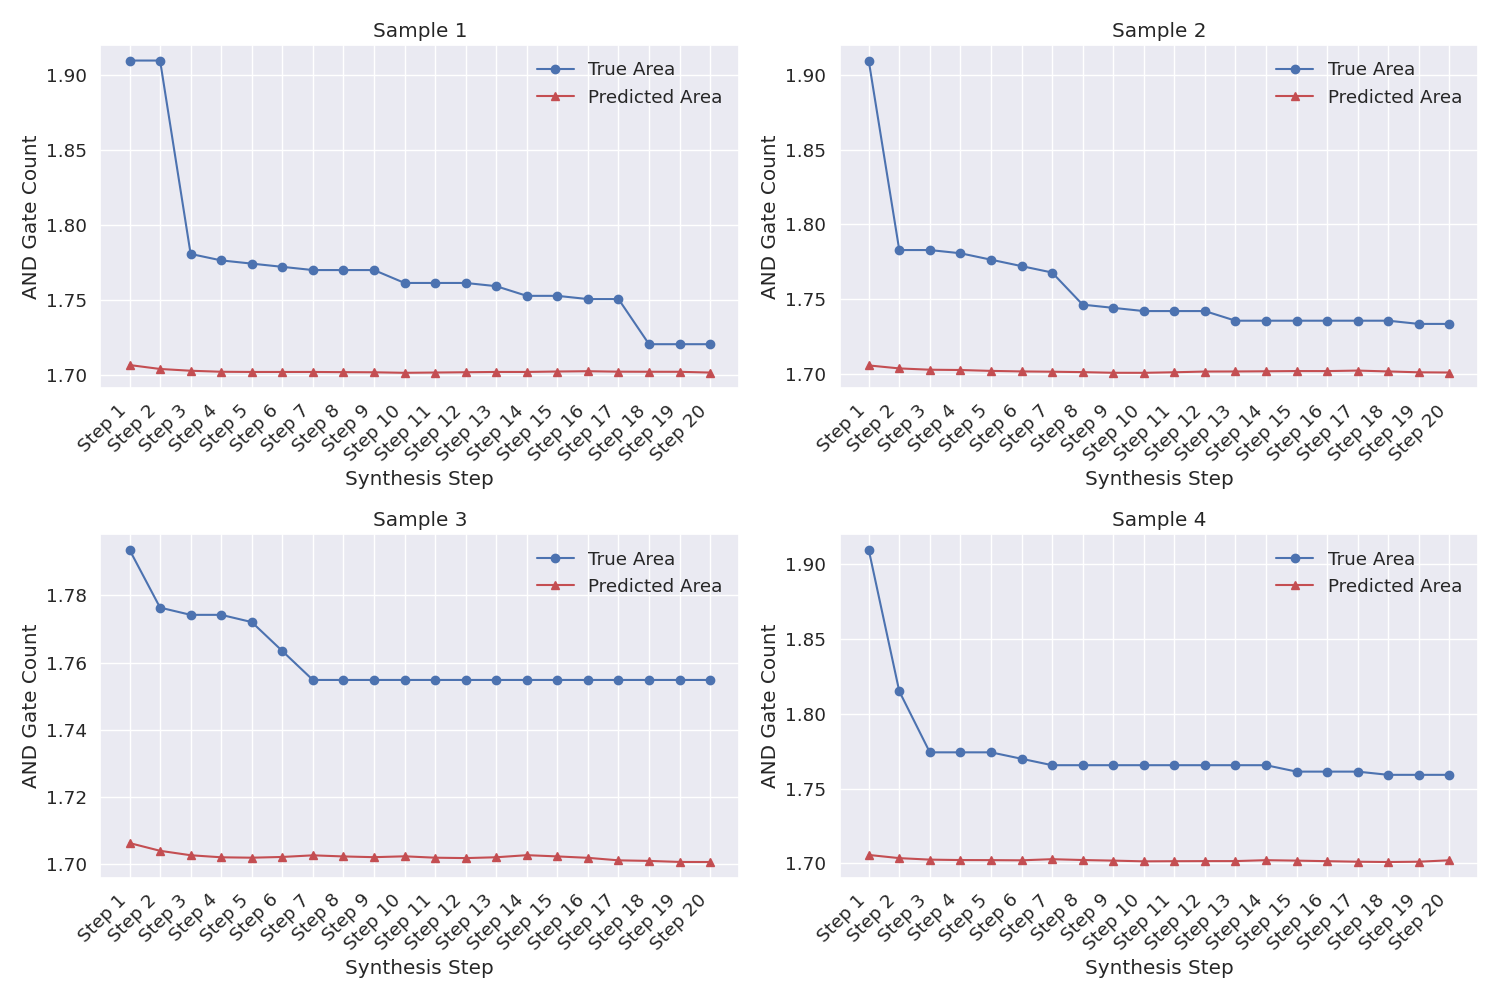 Sample 1
True Area
Predicted Area
1.90
1.85
1.80
1.75
1.70
AND Gate Count
Step 1
Step 2
Step 3
Step 4
Step 5
Step 6
Step 7
Step 8
Step 9
Step 10
Step 11
Step 12
Step 13
Step 14
Step 15
Step 16
Step 17
Step 18
Step 19
Step 20
Synthesis Step
Sample 2
True Area
Predicted Area
1.90
1.85
1.80
1.75
1.70
AND Gate Count
Step 1
Step 2
Step 3
Step 4
Step 5
Step 6
Step 7
Step 8
Step 9
Step 10
Step 11
Step 12
Step 13
Step 14
Step 15
Step 16
Step 17
Step 18
Step 19
Step 20
Synthesis Step
Sample 3
True Area
Predicted Area
1.78
1.76
1.74
1.72
1.70
AND Gate Count
Step 1
Step 2
Step 3
Step 4
Step 5
Step 6
Step 7
Step 8
Step 9
Step 10
Step 11
Step 12
Step 13
Step 14
Step 15
Step 16
Step 17
Step 18
Step 19
Step 20
Synthesis Step
Sample 4
True Area
Predicted Area
1.90
1.85
1.80
1.75
1.70
AND Gate Count
Step 1
Step 2
Step 3
Step 4
Step 5
Step 6
Step 7
Step 8
Step 9
Step 10
Step 11
Step 12
Step 13
Step 14
Step 15
Step 16
Step 17
Step 18
Step 19
Step 20
Synthesis Step